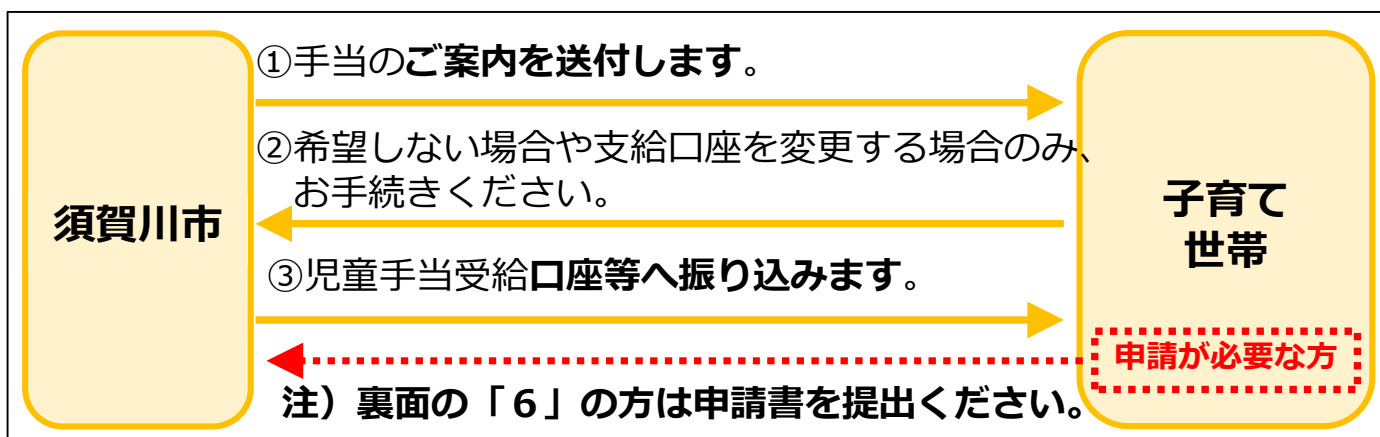 ①手当のご案内を送付します。
②希望しない場合や支給口座を変更する場合のみ、
お手続きください。
須賀川市
子育て
世帯
③児童手当受給口座等へ振り込みます。
申請が必要な方
注）裏面の「６」の方は申請書を提出ください。